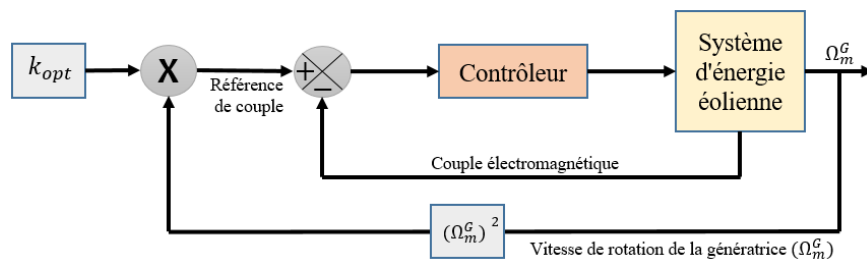 k_opt
X
Référence
de couple
+
−
Contrôleur
Système
d'énergie
éolienne
Ω_m^G
Couple électromagnétique
(Ω_m^G)²
Vitesse de rotation de la génératrice (Ω_m^G)